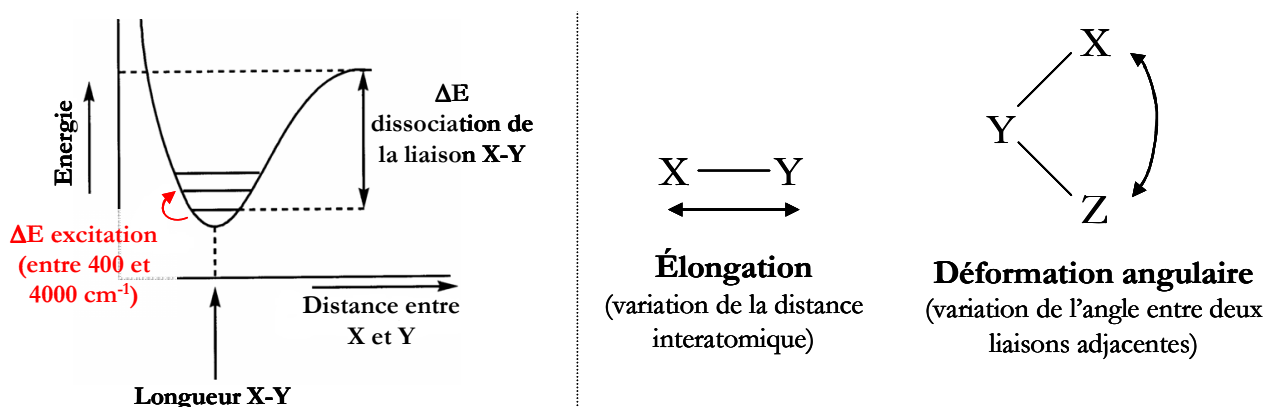 Energie
ΔE
dissociation de
la liaison X-Y
ΔE excitation
(entre 400 et
4000 cm-1)
Distance entre
X et Y
Longueur X-Y
X Y
Élongation
(variation de la distance
interatomique)
X
Y
Z
Déformation angulaire
(variation de l'angle entre deux
liaisons adjacentes)